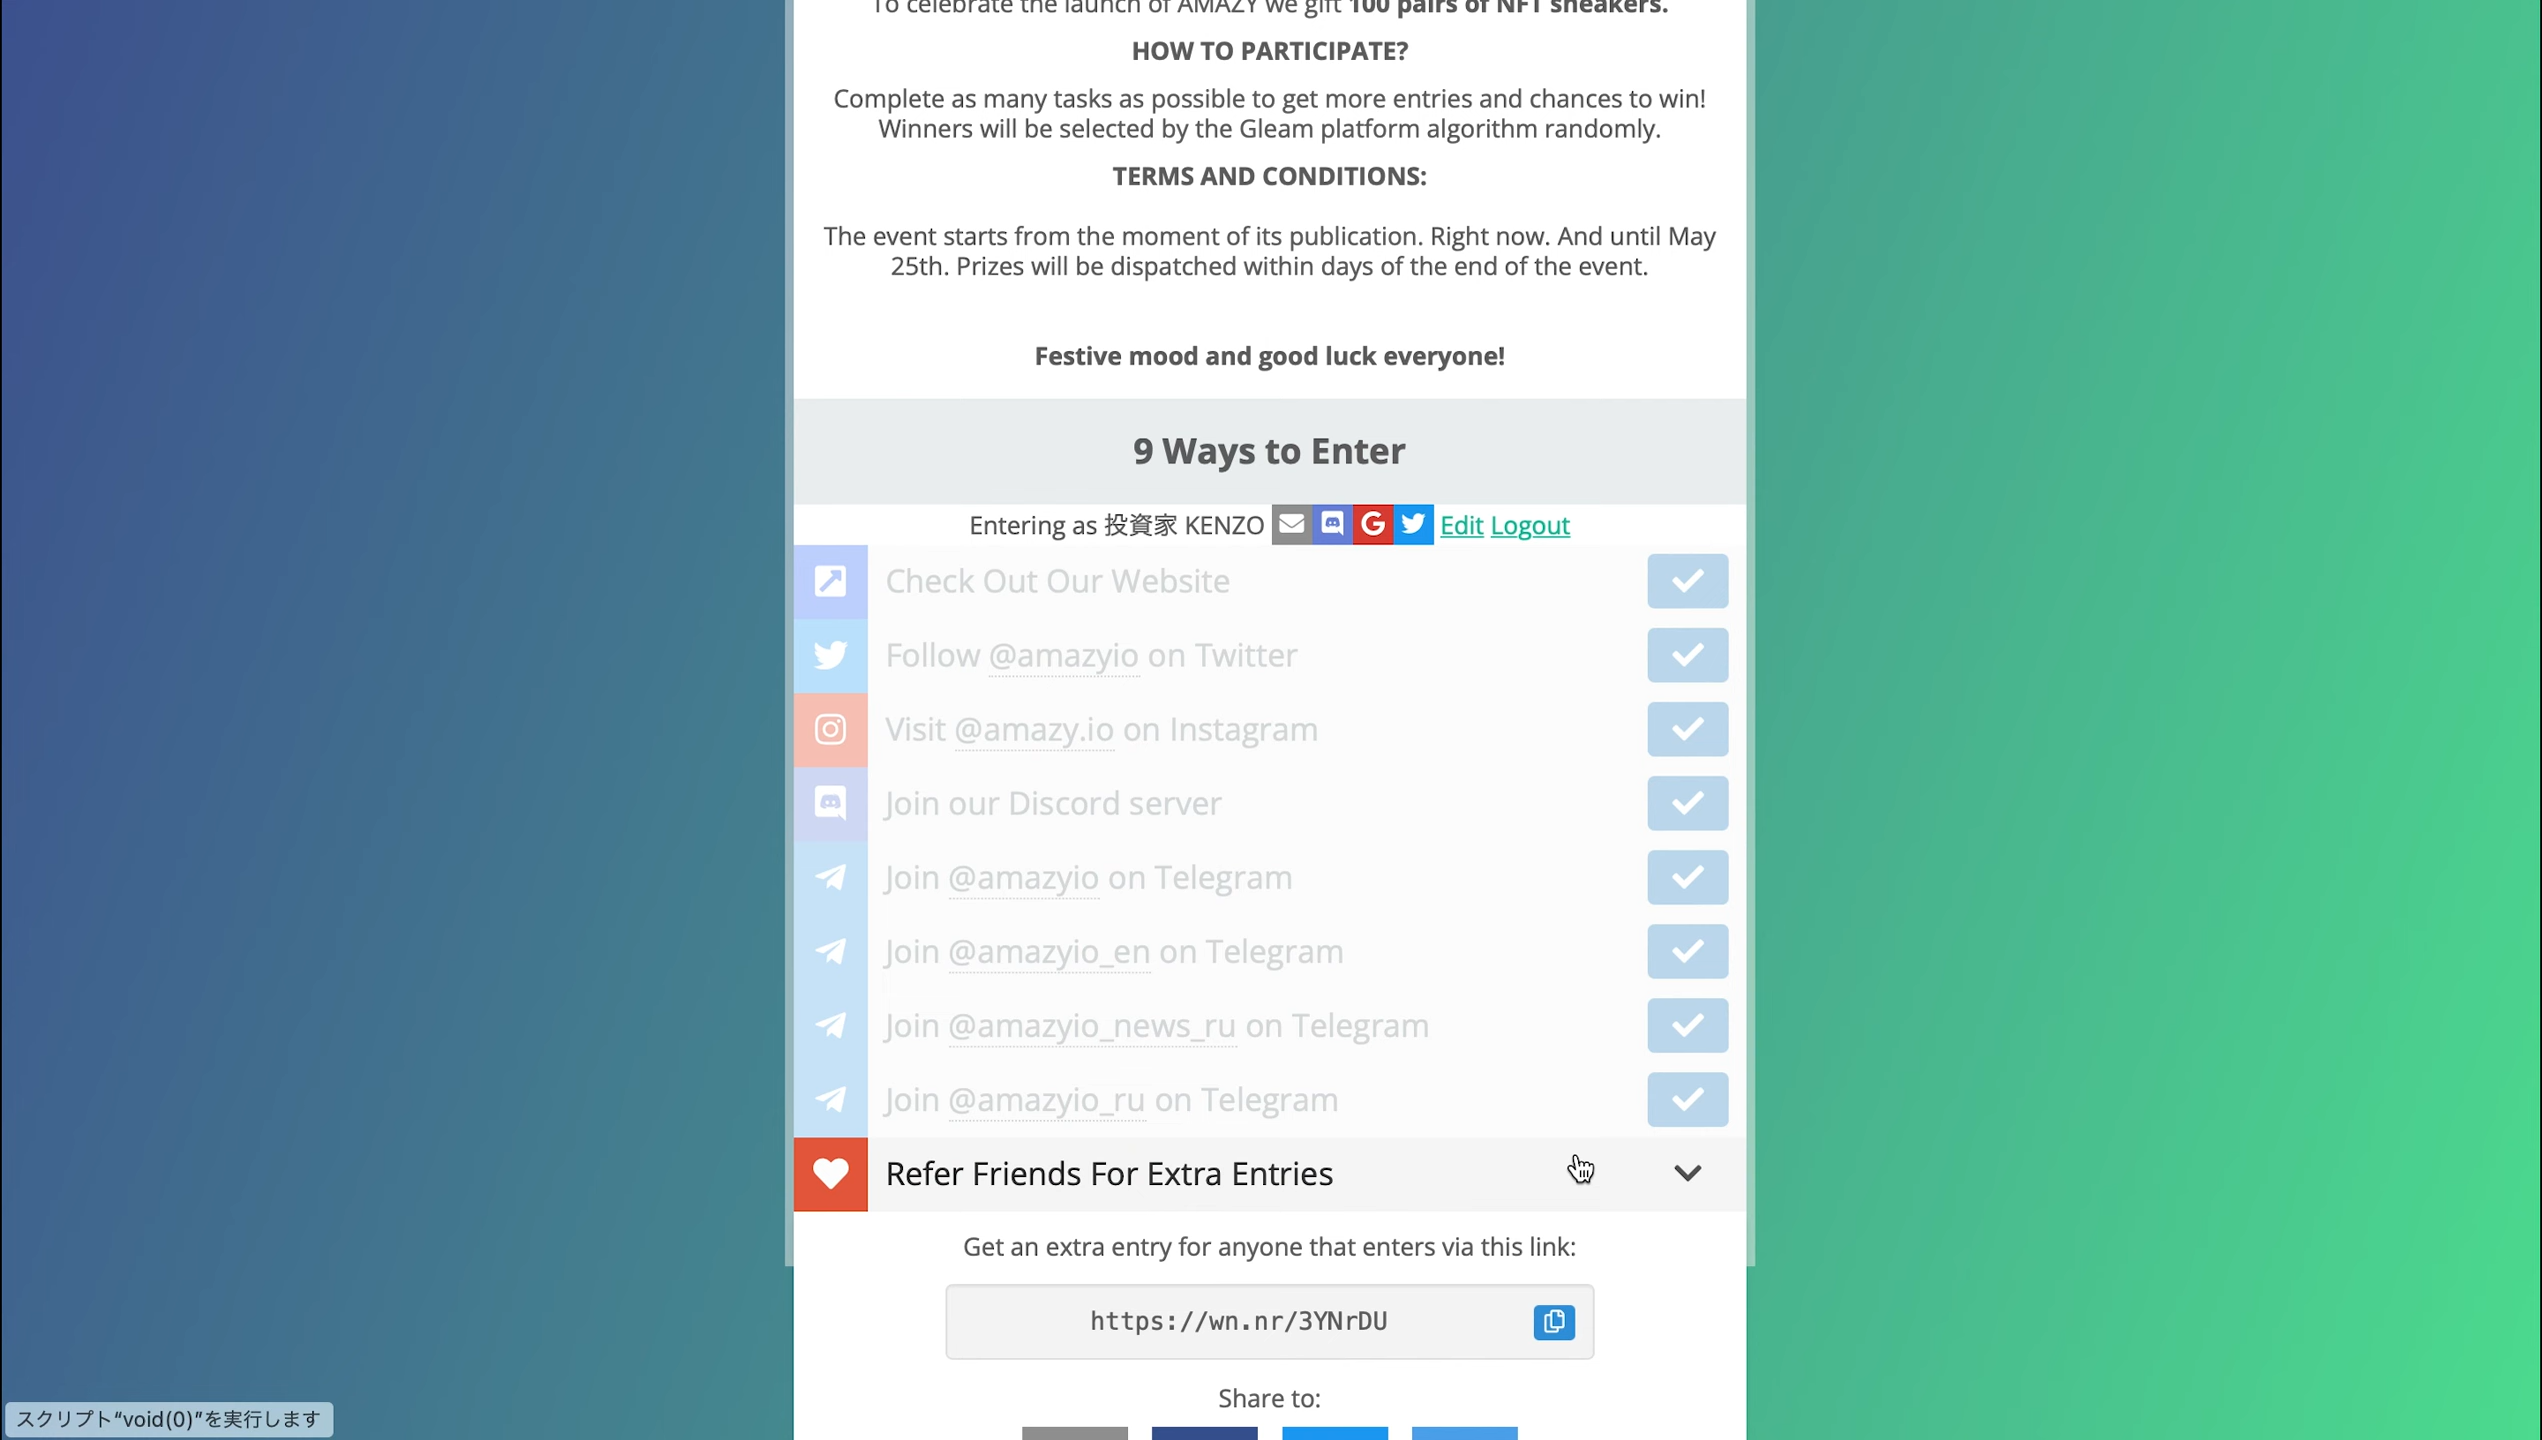 To celebrate the launch of AMAZY we gift 100 pairs of NFT sneakers.
HOW TO PARTICIPATE?
Complete as many tasks as possible to get more entries and chances to win!
Winners will be selected by the Gleam platform algorithm randomly.
TERMS AND CONDITIONS:
The event starts from the moment of its publication. Right now. And until May
25th. Prizes will be dispatched within days of the end of the event.
Festive mood and good luck everyone!
9 Ways to Enter
Entering as 投資家 KENZO Edit Logout
Check Out Our Website
Follow @amazyio on Twitter
Visit @amazy.io on Instagram
Join our Discord server
Join @amazyio on Telegram
Join @amazyio_en on Telegram
Join @amazyio_news_ru on Telegram
Join @amazyio_ru on Telegram
Refer Friends For Extra Entries
Get an extra entry for anyone that enters via this link:
https://wn.nr/3YNrDU
Share to:
スクリプト“void(0)”を実行します